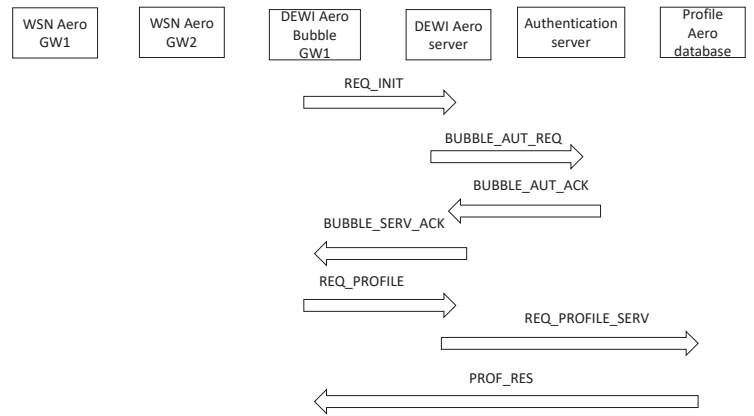 WSN Aero
GW1
WSN Aero
GW2
DEWI Aero
Bubble
GW1
DEWI Aero
server
Authentication
server
Profile
Aero
database
REQ_INIT
BUBBLE_AUT_REQ
BUBBLE_AUT_ACK
BUBBLE_SERV_ACK
REQ_PROFILE
REQ_PROFILE_SERV
PROF_RES